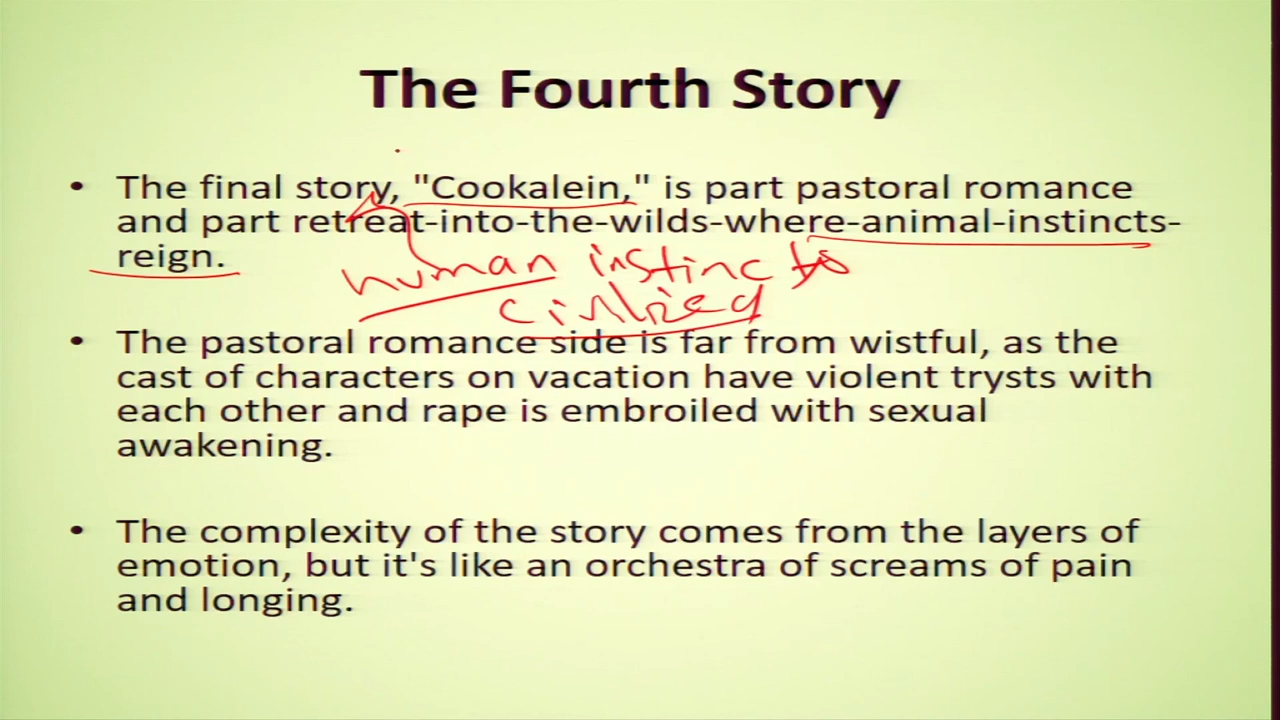 The Fourth Story
• The final story, "Cookalein," is part pastoral romance
and part retreat-into-the-wilds-where-animal-instincts-
reign.
human instinc to
civilized
• The pastoral romance side is far from wistful, as the
cast of characters on vacation have violent trysts with
each other and rape is embroiled with sexual
awakening.
• The complexity of the story comes from the layers of
emotion, but it's like an orchestra of screams of pain
and longing.